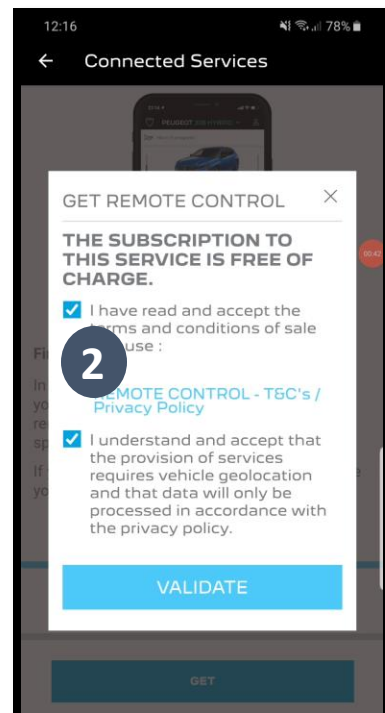 12:16 78%
Connected Services
PEUGEOT
GET REMOTE CONTROL
THE SUBSCRIPTION TO
THIS SERVICE IS FREE OF
CHARGE.
00:42
I have read and accept the
terms and conditions of sale
use :
2
REMOTE CONTROL - T&C's /
Privacy Policy
I understand and accept that
the provision of services
requires vehicle geolocation
and that data will only be
processed in accordance with
the privacy policy.
VALIDATE
GET